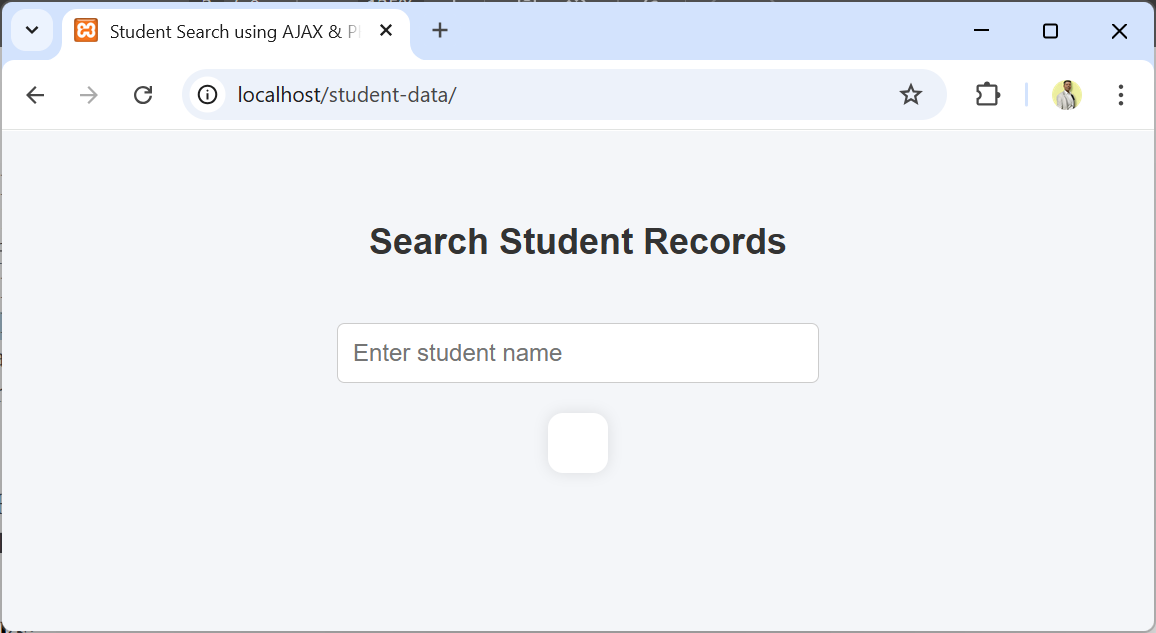 Student Search using AJAX & P
localhost/student-data/
Search Student Records
Enter student name